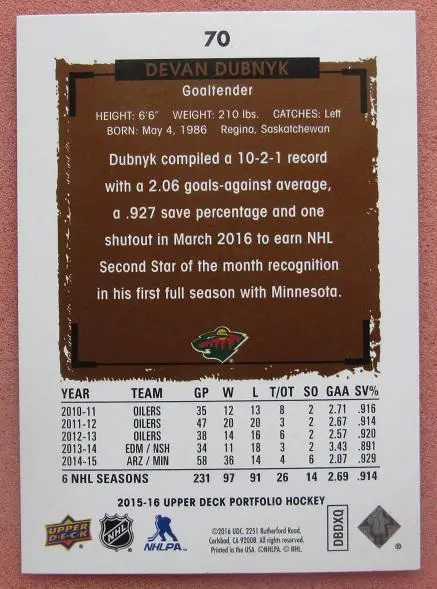 70
DEVAN DUBNYK
Goaltender
HEIGHT: 6'6" WEIGHT: 210 lbs. CATCHES: Left
BORN: May 4, 1986 Regina, Saskatchewan
Dubnyk compiled a 10-2-1 record
with a 2.06 goals-against average,
a .927 save percentage and one
shutout in March 2016 to earn NHL
Second Star of the month recognition
in his first full season with Minnesota.
YEAR TEAM GP W L T/OT SO GAA SV%
2010-11 OILERS 35 12 13 8 2 2.71 .916
2011-12 OILERS 47 20 20 3 2 2.67 .914
2012-13 OILERS 38 14 16 6 2 2.57 .920
2013-14 EDM / NSH 34 11 18 3 2 3.43 .891
2014-15 ARZ / MIN 58 36 14 4 6 2.07 .929
6 NHL SEASONS 231 97 91 26 14 2.69 .914
2015-16 UPPER DECK PORTFOLIO HOCKEY
UPPER DECK
NHL
NHLPA
©2016 UDC. 2251 Rutherford Road,
Carlsbad, CA 92008. All rights reserved.
Printed in the USA. ©NHLPA. © NHL.
DBDXQ
®